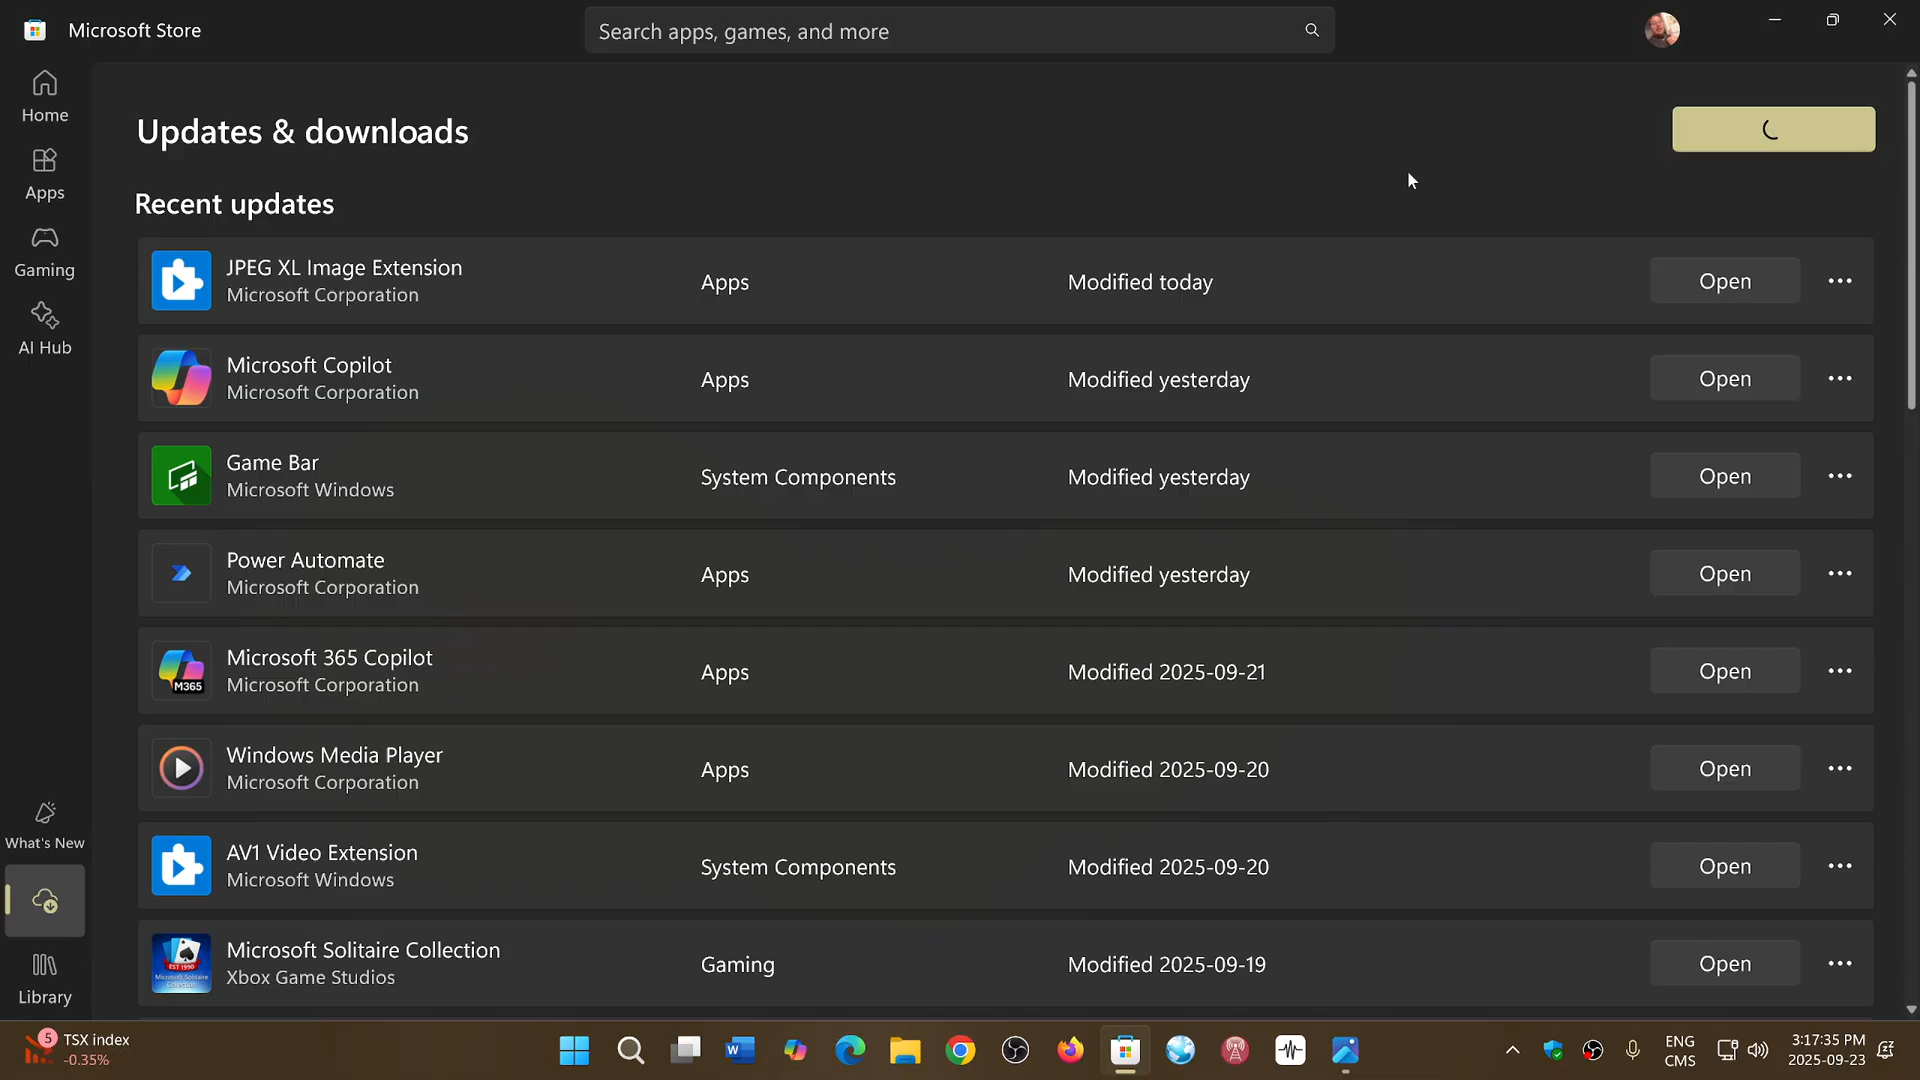 Microsoft Store
Search apps, games, and more
Home
Apps
Gaming
AI Hub
What's New
Library
Updates & downloads
Recent updates
JPEG XL Image Extension
Microsoft Corporation
Apps
Modified today
Open
Microsoft Copilot
Microsoft Corporation
Apps
Modified yesterday
Open
Game Bar
Microsoft Windows
System Components
Modified yesterday
Open
Power Automate
Microsoft Corporation
Apps
Modified yesterday
Open
M365
Microsoft 365 Copilot
Microsoft Corporation
Apps
Modified 2025-09-21
Open
Windows Media Player
Microsoft Corporation
Apps
Modified 2025-09-20
Open
AV1 Video Extension
Microsoft Windows
System Components
Modified 2025-09-20
Open
EST 1990
Microsoft Solitaire
Collection
Microsoft Solitaire Collection
Xbox Game Studios
Gaming
Modified 2025-09-19
Open
5
TSX index
-0.35%
W
ENG
CMS
3:17:35 PM
2025-09-23